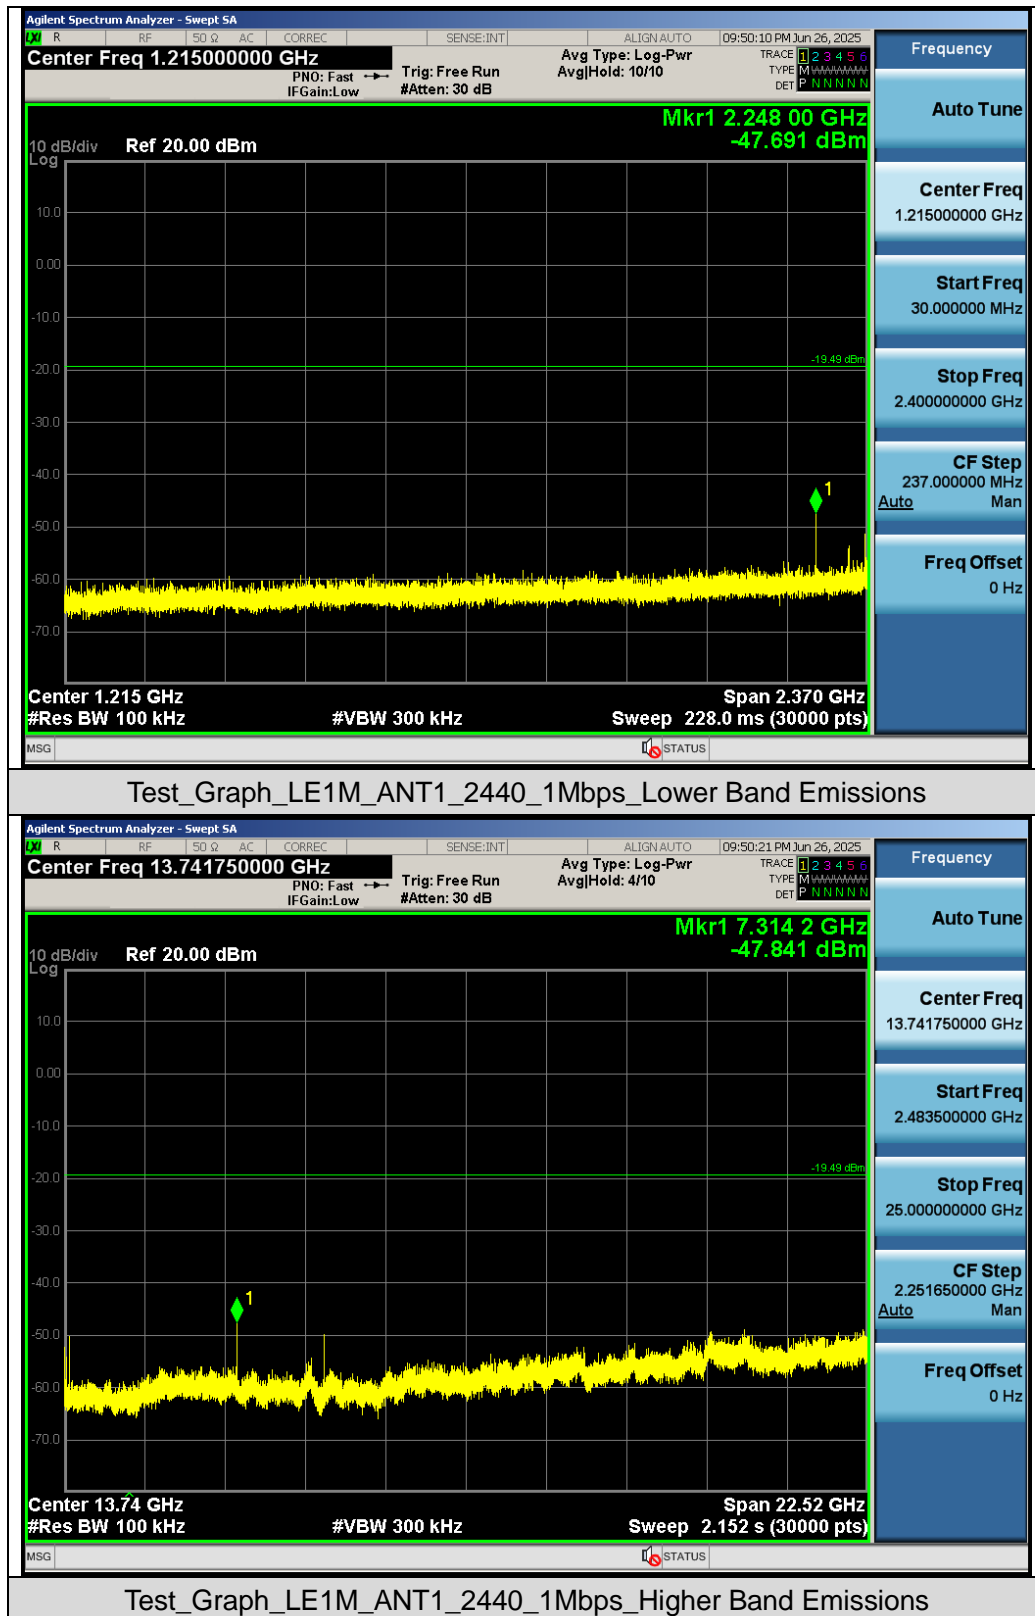 Agilent Spectrum Analyzer - Swept SA
LXI R RF 50 Ω AC CORREC SENSE:INT ALIGN AUTO 09:50:10 PM Jun 26, 2025
Center Freq 1.215000000 GHz
PNO: Fast
IFGain:Low
Trig: Free Run
#Atten: 30 dB
Avg Type: Log-Pwr
Avg|Hold: 10/10
TRACE 1 2 3 4 5 6
TYPE M
DET P N N N N N
Frequency
Mkr1 2.248 00 GHz
-47.691 dBm
10 dB/div Ref 20.00 dBm
Log
10.0
0.00
-10.0
-20.0
-30.0
-40.0
-50.0
-60.0
-70.0
-19.49 dBm
1
Center 1.215 GHz Span 2.370 GHz
#Res BW 100 kHz #VBW 300 kHz Sweep 228.0 ms (30000 pts)
MSG STATUS
Auto Tune
Center Freq
1.215000000 GHz
Start Freq
30.000000 MHz
Stop Freq
2.400000000 GHz
CF Step
237.000000 MHz
Auto Man
Freq Offset
0 Hz
Test_Graph_LE1M_ANT1_2440_1Mbps_Lower Band Emissions
Agilent Spectrum Analyzer - Swept SA
LXI R RF 50 Ω AC CORREC SENSE:INT ALIGN AUTO 09:50:21 PM Jun 26, 2025
Center Freq 13.741750000 GHz
PNO: Fast
IFGain:Low
Trig: Free Run
#Atten: 30 dB
Avg Type: Log-Pwr
Avg|Hold: 4/10
TRACE 1 2 3 4 5 6
TYPE M
DET P N N N N N
Frequency
Mkr1 7.314 2 GHz
-47.841 dBm
10 dB/div Ref 20.00 dBm
Log
10.0
0.00
-10.0
-20.0
-30.0
-40.0
-50.0
-60.0
-70.0
-19.49 dBm
1
Center 13.74 GHz Span 22.52 GHz
#Res BW 100 kHz #VBW 300 kHz Sweep 2.152 s (30000 pts)
MSG STATUS
Auto Tune
Center Freq
13.741750000 GHz
Start Freq
2.483500000 GHz
Stop Freq
25.000000000 GHz
CF Step
2.251650000 GHz
Auto Man
Freq Offset
0 Hz
Test_Graph_LE1M_ANT1_2440_1Mbps_Higher Band Emissions